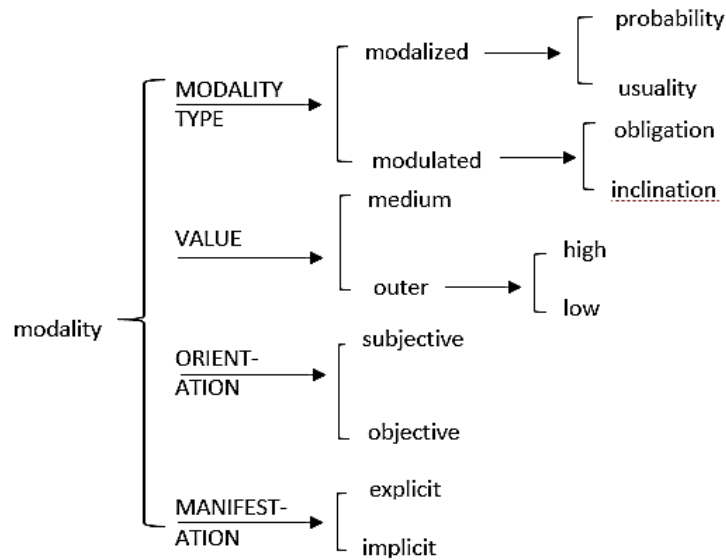 probability
modalized
MODALITY
TYPE
usuality
obligation
modulated
inclination
medium
VALUE
high
outer
low
modality
subjective
ORIENT-
ATION
objective
explicit
MANIFEST-
ATION
implicit